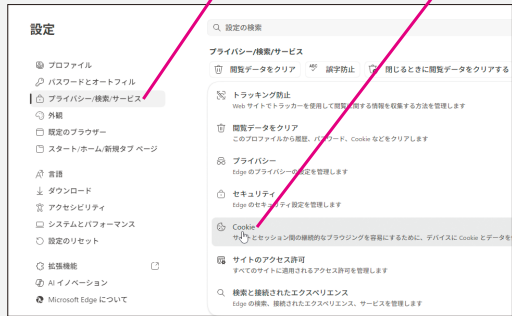 設定
プロファイル
パスワードとオートフィル
プライバシー/検索/サービス
外観
既定のブラウザー
スタート/ホーム/新規タブ ページ
言語
ダウンロード
アクセシビリティ
システムとパフォーマンス
設定のリセット
拡張機能
AI イノベーション
Microsoft Edge について
設定の検索
プライバシー/検索/サービス
閲覧データをクリア
誤字防止
閉じるときに閲覧データをクリアする
トラッキング防止
Web サイトでトラッカーを使用して閲覧に関する情報を収集する方法を管理します
閲覧データをクリア
このプロファイルから履歴、パスワード、Cookie などをクリアします
プライバシー
Edge のプライバシーの設定を管理します
セキュリティ
Edge のセキュリティ設定を管理します
Cookie
サイトとセッション間の継続的なブラウジングを容易にするために、デバイスに Cookie とデータを
サイトのアクセス許可
すべてのサイトに適用されるアクセス許可を管理します
検索と接続されたエクスペリエンス
Edge の検索、接続されたエクスペリエンス、サービスを管理します